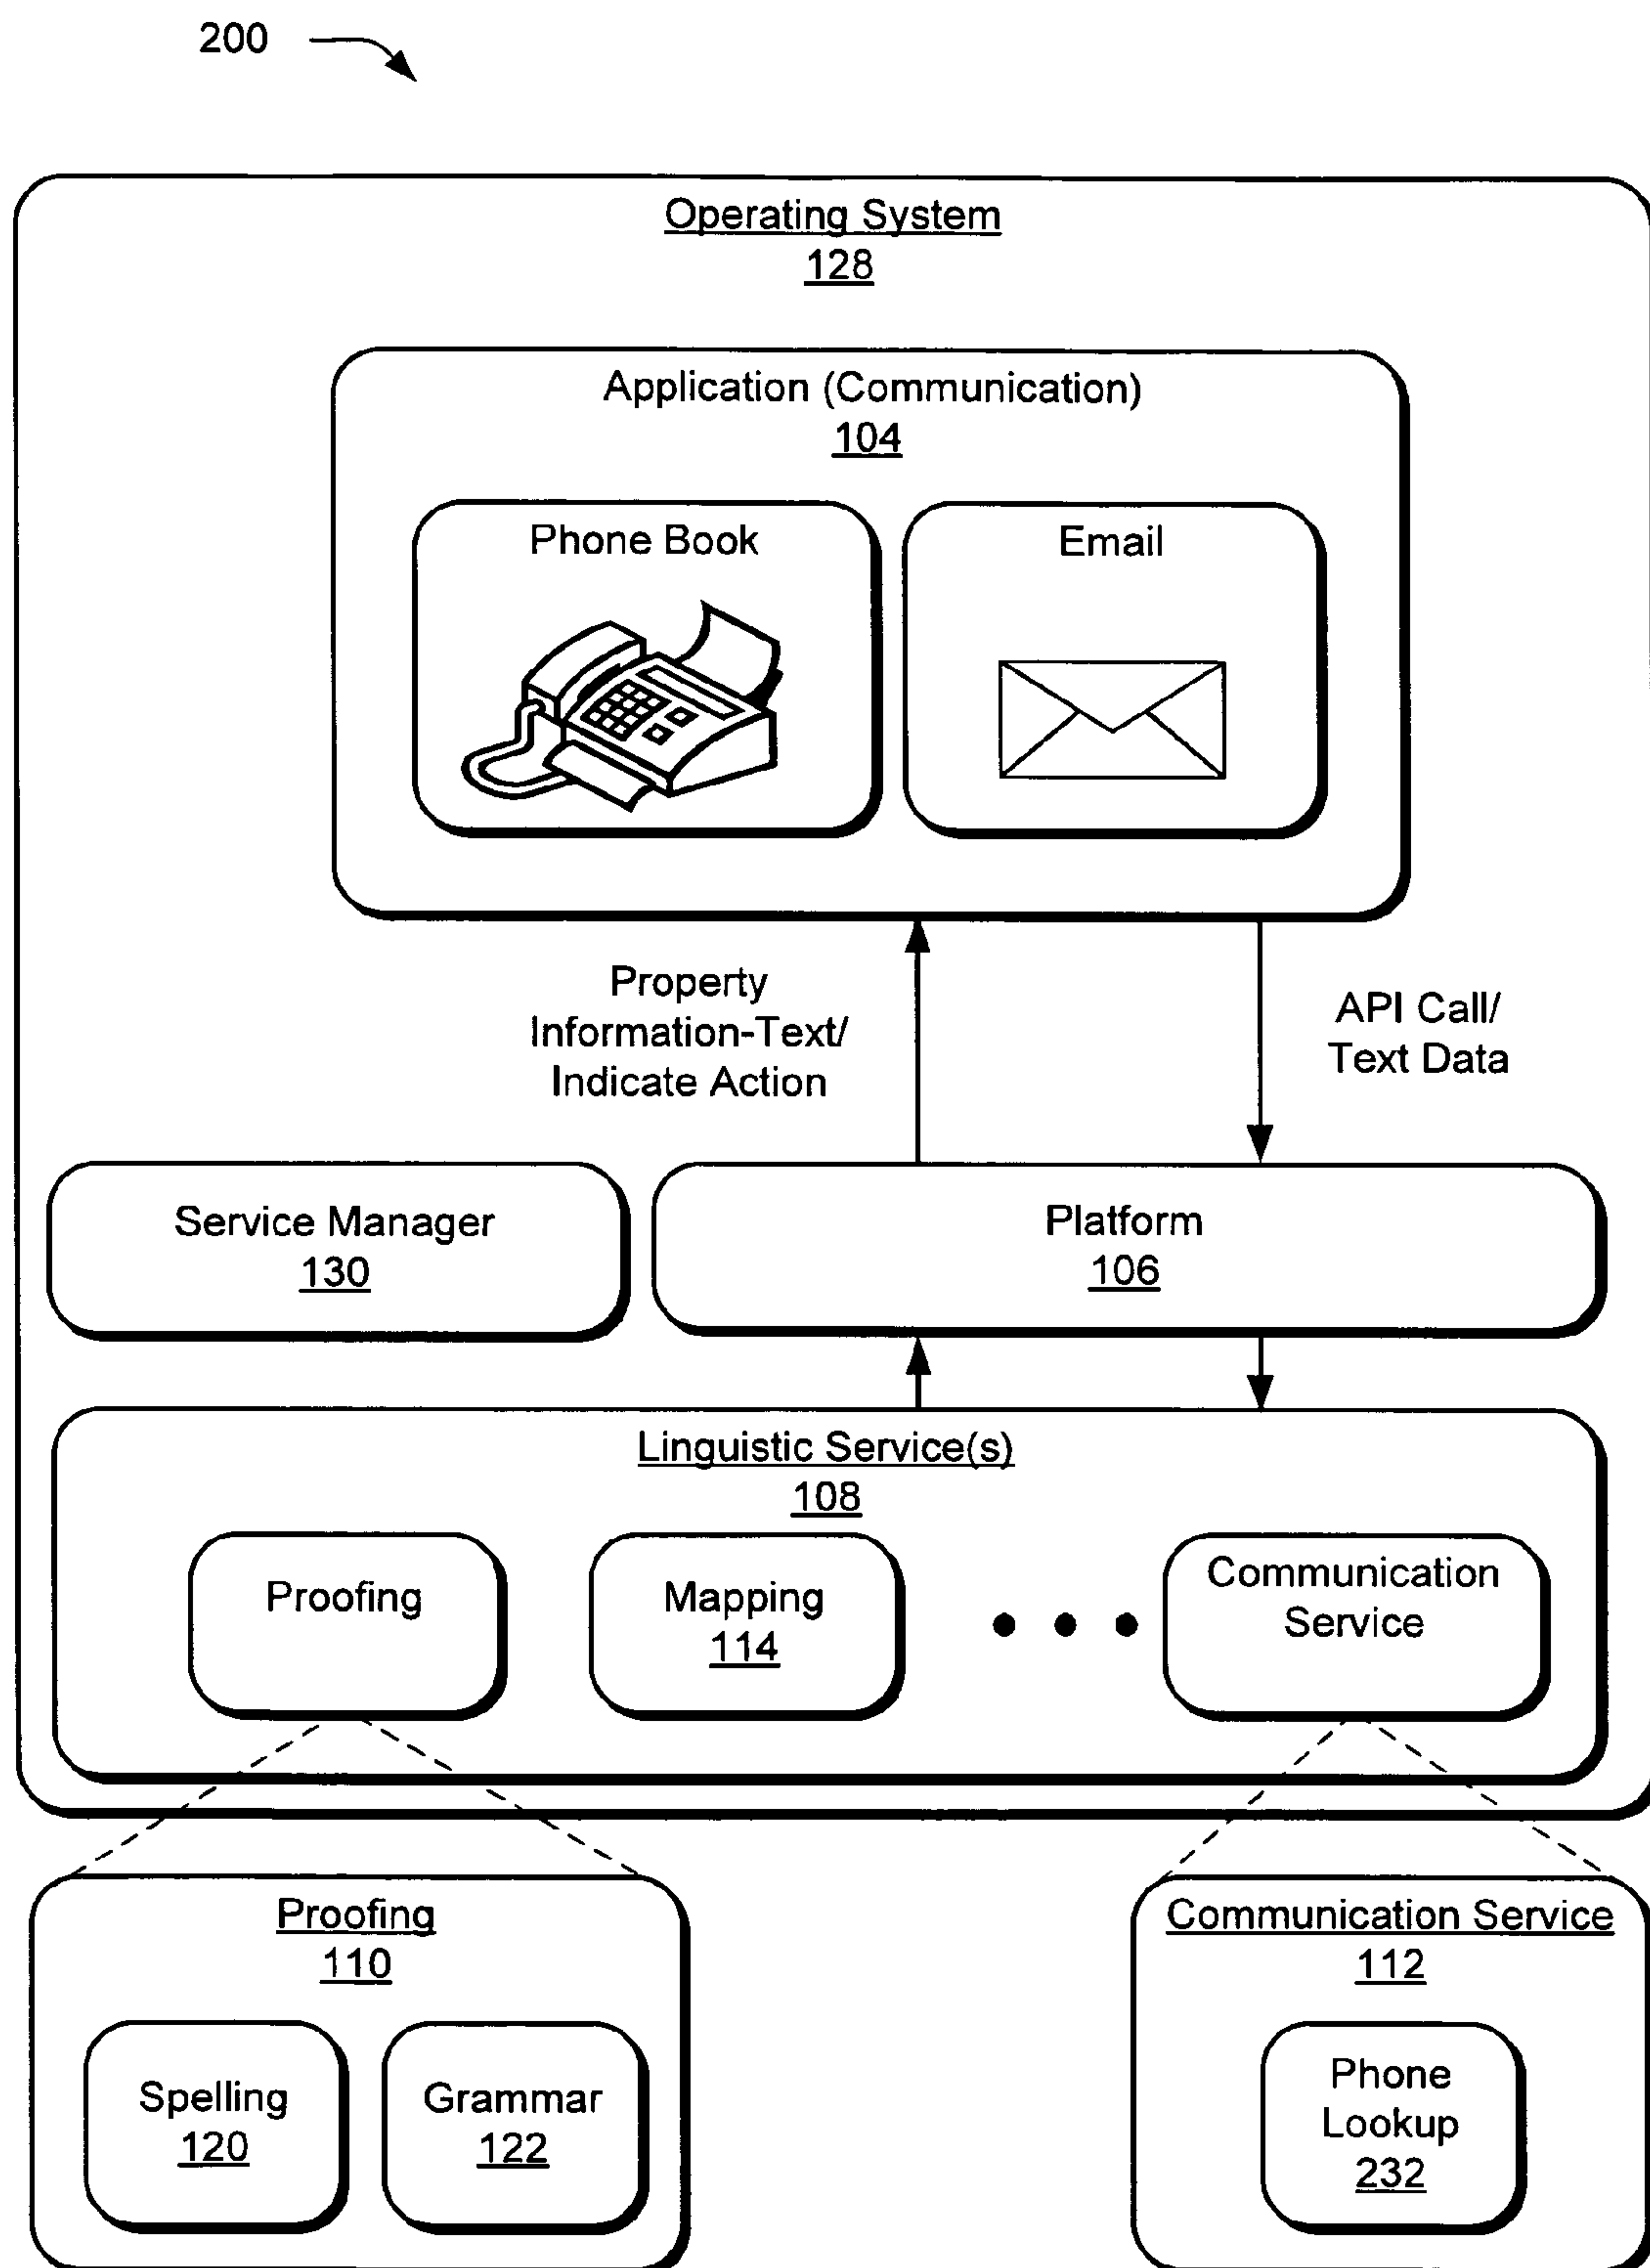 200
Operating System
128
Application (Communication)
104
Phone Book
Email
Property
Information-Text/
Indicate Action
API Call/
Text Data
Service Manager
130
Platform
106
Linguistic Service(s)
108
Proofing
Mapping
114
Communication
Service
Proofing
110
Spelling
120
Grammar
122
Communication Service
112
Phone
Lookup
232